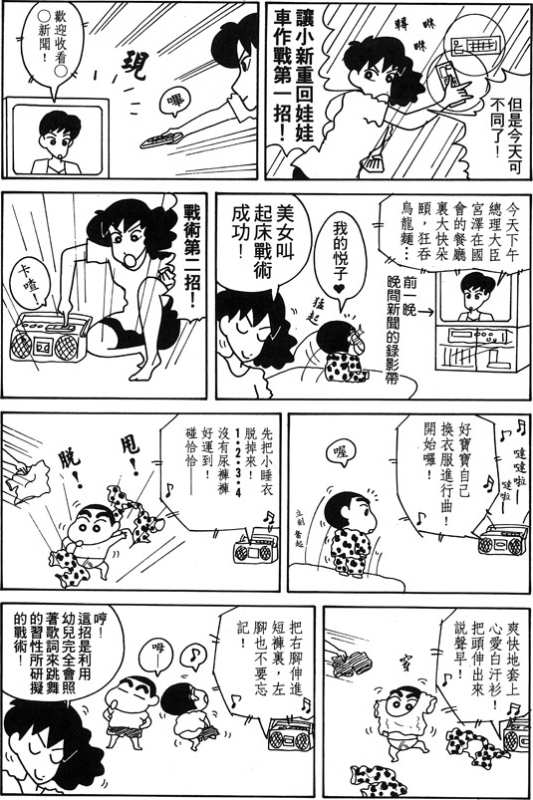 但是今天可
不同了！
讓小新重回娃娃
車作戰第一招！
嗶
現
歡迎收看○
○新聞！
今天下午
總理大臣
宮澤在國
會的餐廳
裏大快朵
頤，狂吞
烏龍麵…
前一晚
晚間新聞的錄影帶
我的悦子♥
猛起
美女叫
起床戰術
成功！
戰術第二招！
卡喳！
噠啦
噠啦
好寶寶自己
換衣服進行曲！
開始囉！
喔
立刻
奮起
先把小睡衣
脫掉來！
1・2・3・4
沒有尿褲褲
好運到！
碰恰恰—
甩！
脫！
爽快地套上
心愛白汗衫！
把頭伸出來
說聲早！
穿
把右腳伸進
短褲裏，左
腳也不要忘
記！
哼！
這招是利用
幼兒完全會照
著歌詞來跳舞
的習性所研擬
的戰術！